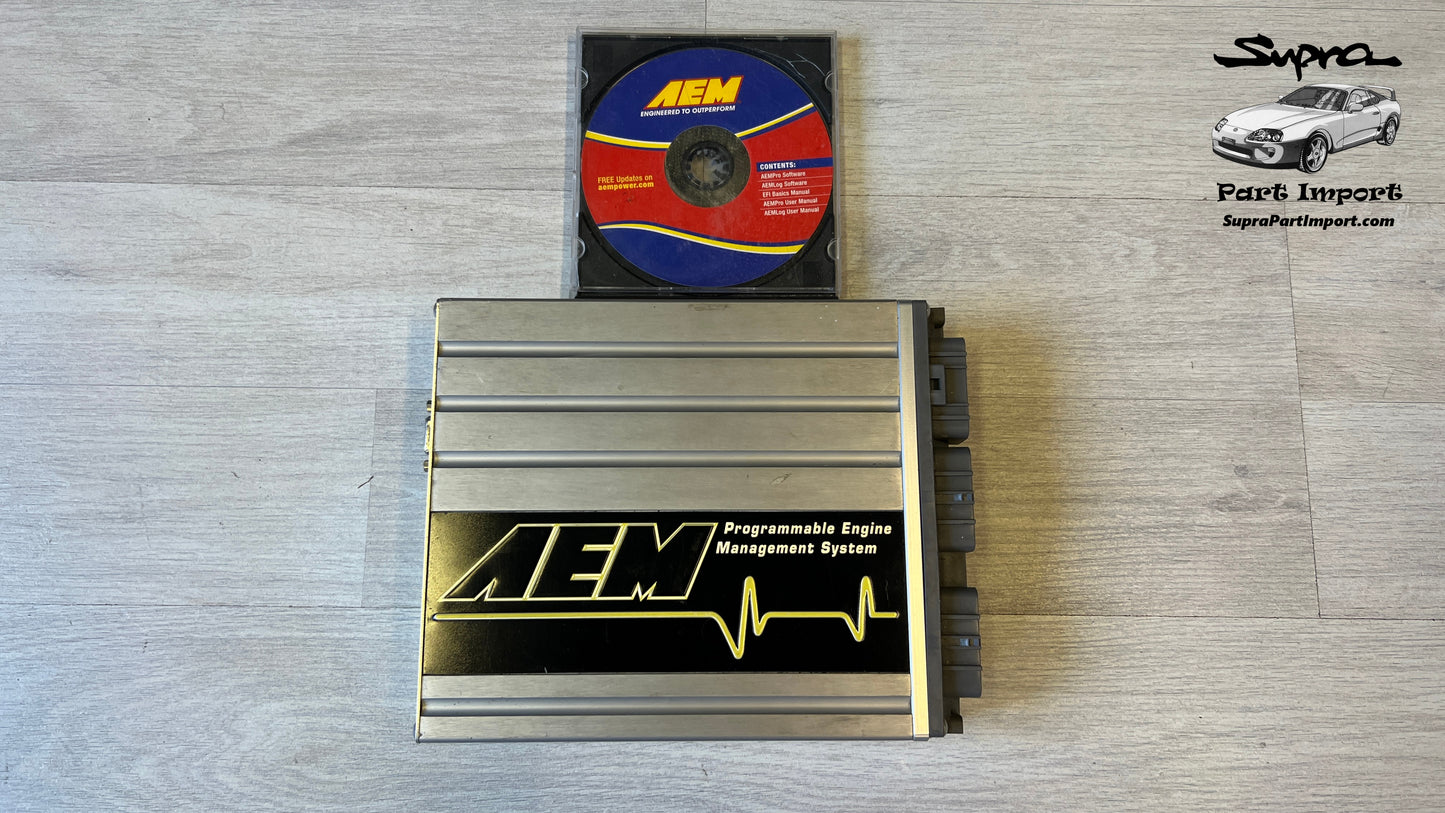 AEM
ENGINEERED TO OUTPERFORM
CONTENTS:
AEMPro Software
AEMLog Software
EFI Basics Manual
AEMPro User Manual
AEMLog User Manual
FREE Updates on
aempower.com
Supra
Part Import
SupraPartImport.com
AEM
Programmable Engine
Management System